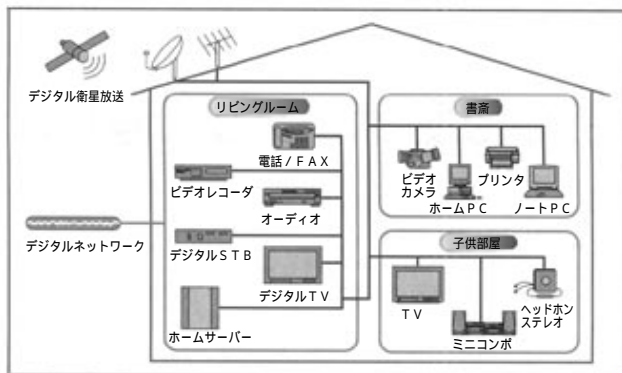 デジタル衛星放送
デジタルネットワーク
リビングルーム
電話/FAX
ビデオレコーダ
オーディオ
デジタルSTB
デジタルTV
ホームサーバー
書斎
ビデオ
カメラ
ホームPC
プリンタ
ノートPC
子供部屋
TV
ミニコンポ
ヘッドホン
ステレオ